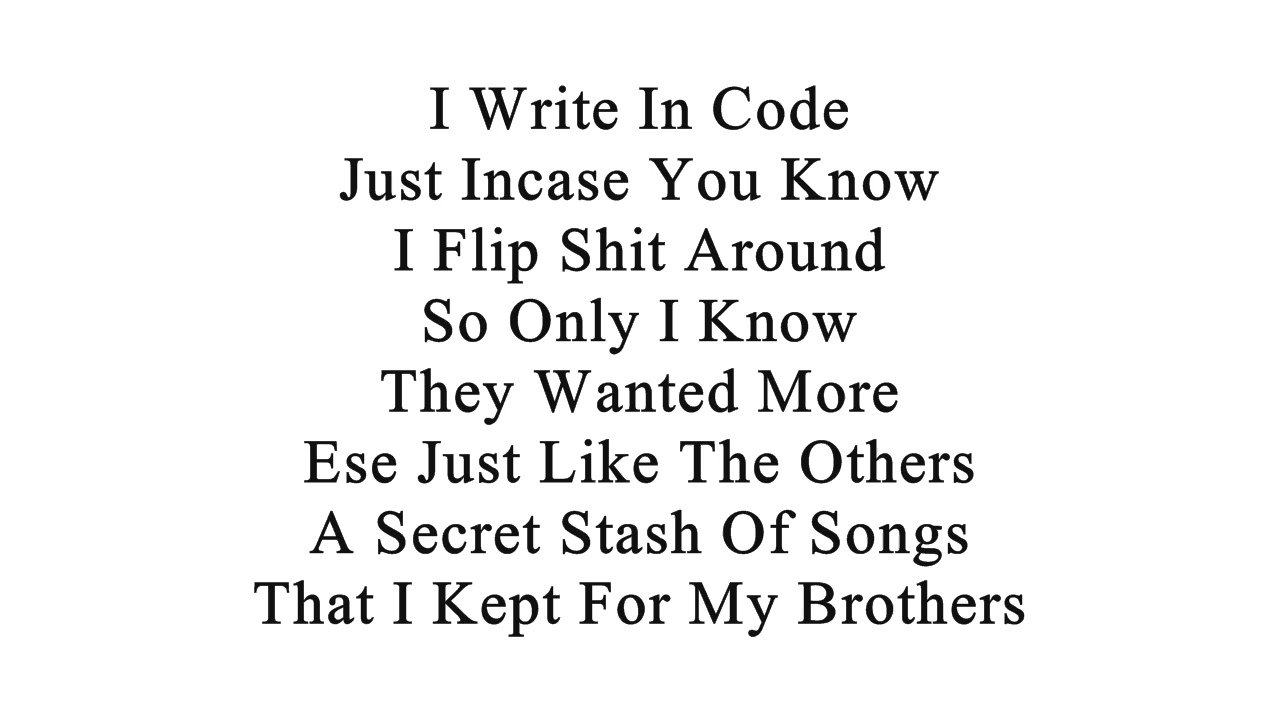 I Write In Code
Just Incase You Know
I Flip Shit Around
So Only I Know
They Wanted More
Ese Just Like The Others
A Secret Stash Of Songs
That I Kept For My Brothers